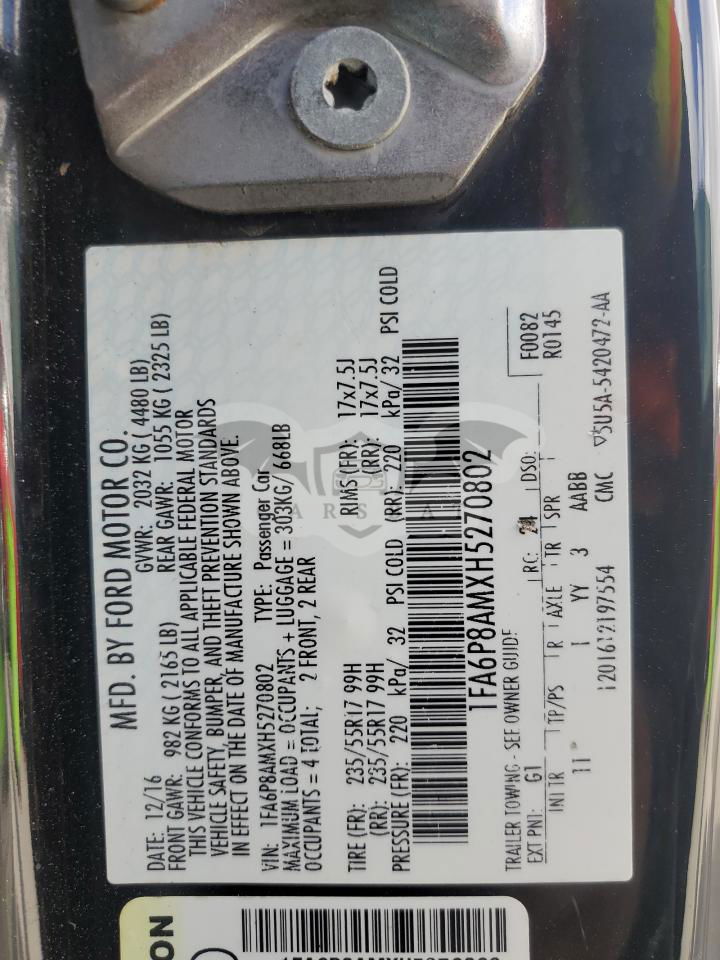 MFD. BY FORD MOTOR CO.
DATE: 12/16 GVWR: 2032 KG ( 4480 LB)
FRONT GAWR: 982 KG ( 2165 LB) REAR GAWR: 1055 KG ( 2325 LB)
THIS VEHICLE CONFORMS TO ALL APPLICABLE FEDERAL MOTOR
VEHICLE SAFETY, BUMPER, AND THEFT PREVENTION STANDARDS
IN EFFECT ON THE DATE OF MANUFACTURE SHOWN ABOVE.
VIN: 1FA6P8AMXH5270802 TYPE: Passenger Car
MAXIMUM LOAD = OCCUPANTS + LUGGAGE = 303KG/ 668LB
OCCUPANTS = 4 TOTAL; 2 FRONT, 2 REAR
TIRE (FR): 235/55R17 99H RIMS (FR): 17x7.5J
(RR): 235/55R17 99H (RR): 17x7.5J
PRESSURE (FR): 220 kPa/ 32 PSI COLD (RR): 220 kPa/ 32 PSI COLD
1FA6P8AMXH5270802
TRAILER TOWING - SEE OWNER GUIDE
F0082
EXT PNT: G1 RC: 24 DSO: R0145
INT TR TP/PS R AXLE TR SPR
11 I YY 3 AABB
1201612197554 CMC 5U5A-5420472-AA
ON